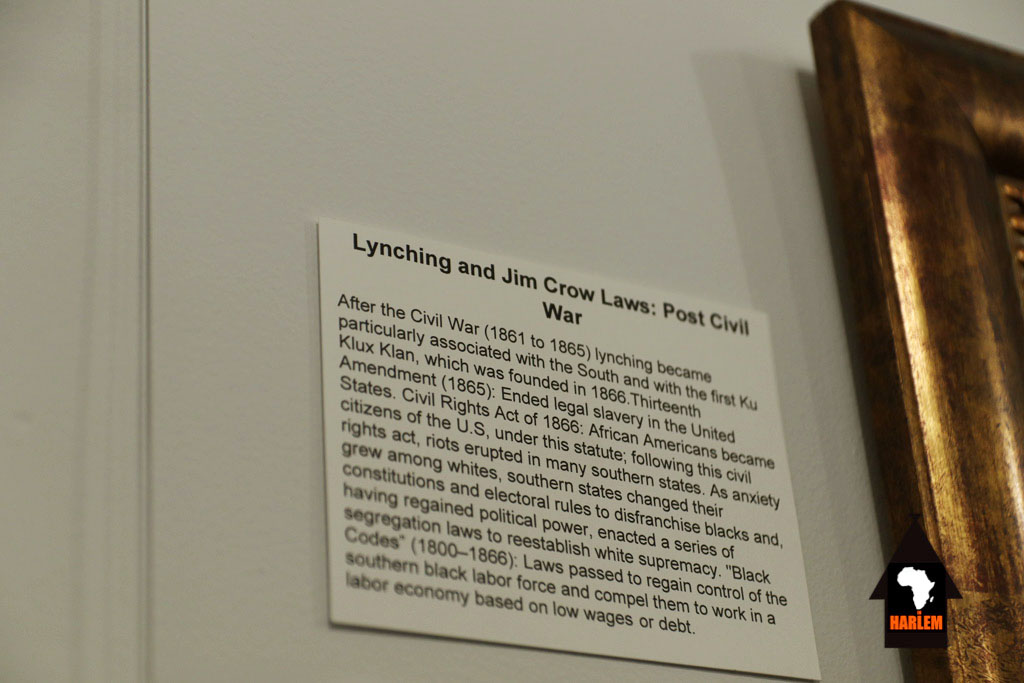 Lynching and Jim Crow Laws: Post Civil
War
After the Civil War (1861 to 1865) lynching became
particularly associated with the South and with the first Ku
Klux Klan, which was founded in 1866.Thirteenth
Amendment (1865): Ended legal slavery in the United
States. Civil Rights Act of 1866: African Americans became
citizens of the U.S, under this statute; following this civil
rights act, riots erupted in many southern states. As anxiety
grew among whites, southern states changed their
constitutions and electoral rules to disfranchise blacks and,
having regained political power, enacted a series of
segregation laws to reestablish white supremacy. "Black
Codes" (1800–1866): Laws passed to regain control of the
southern black labor force and compel them to work in a
labor economy based on low wages or debt.
HARLEM